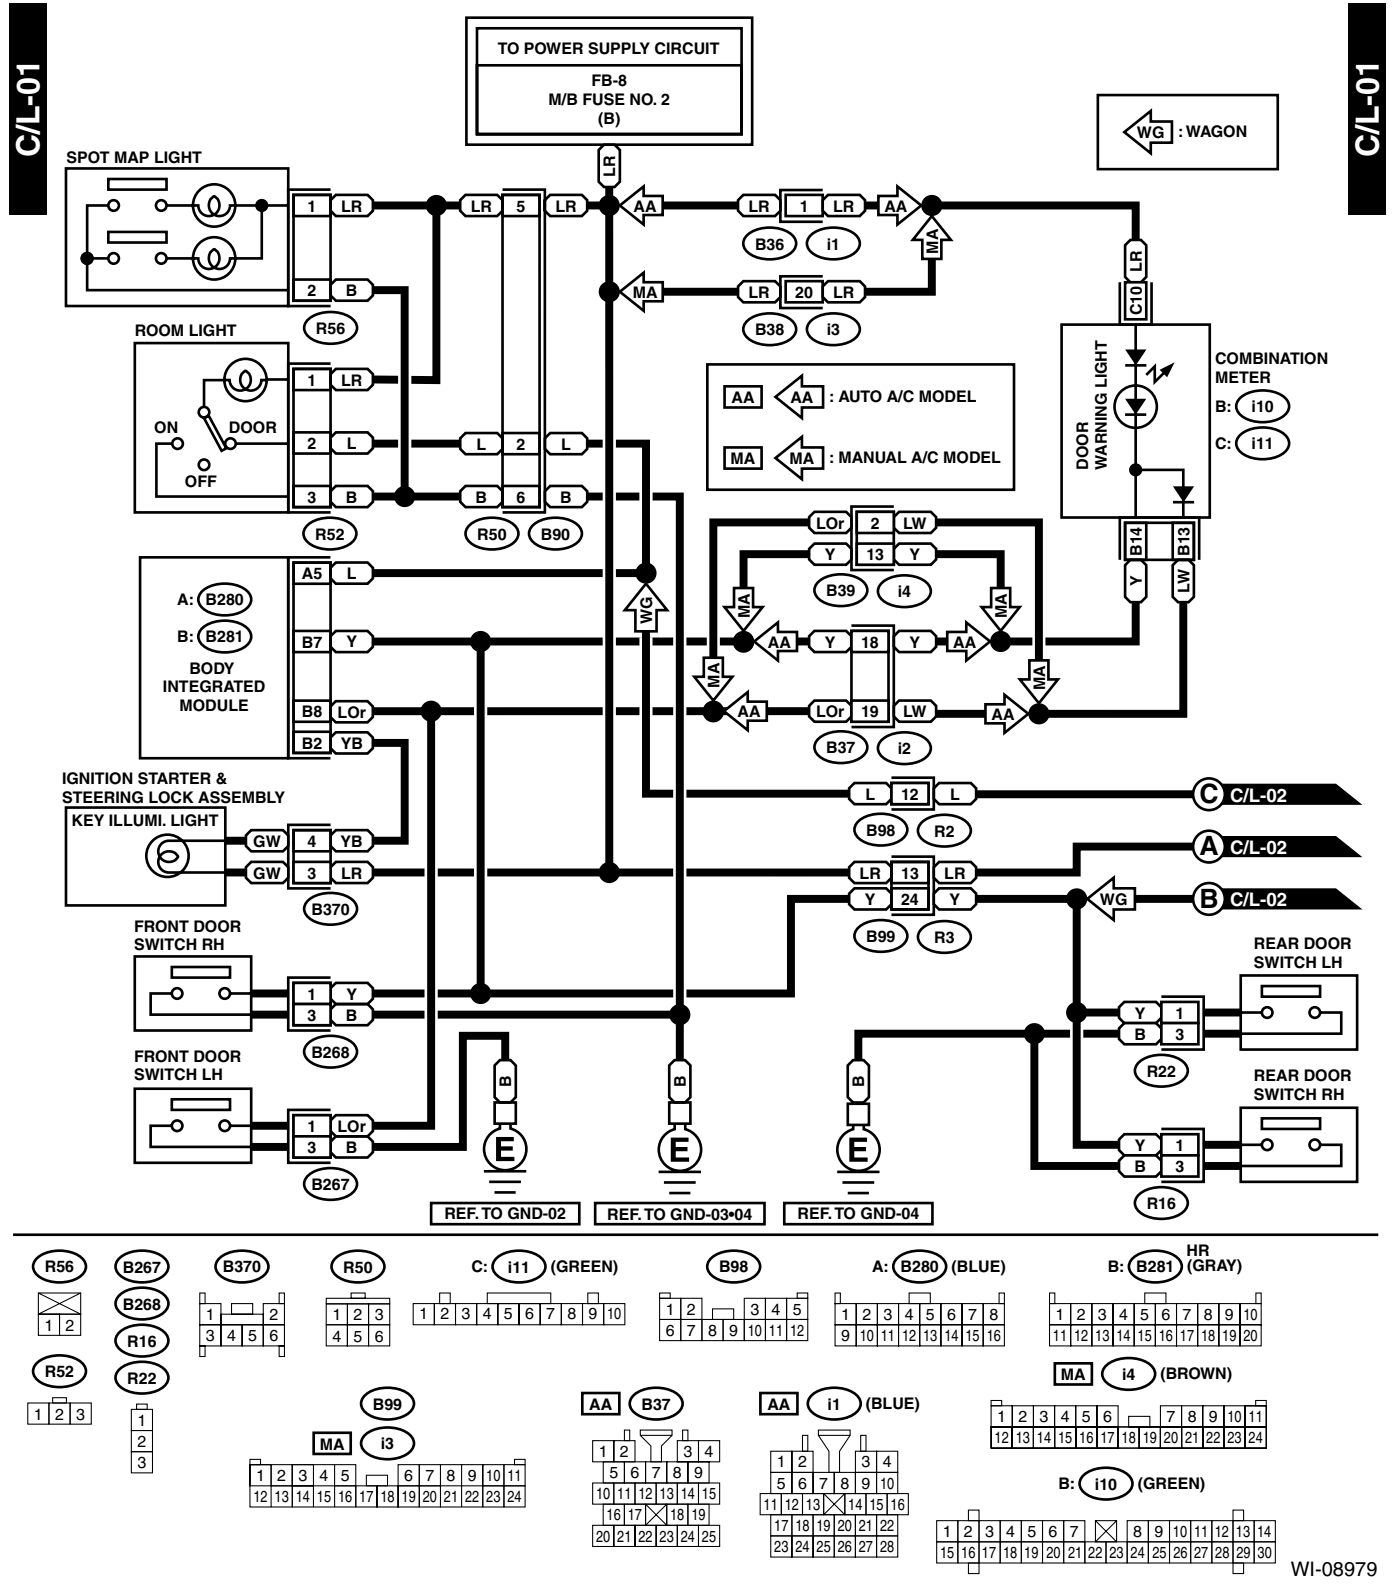 C/L-01
C/L-01
TO POWER SUPPLY CIRCUIT
FB-8
M/B FUSE NO. 2
(B)
LR
WG : WAGON
SPOT MAP LIGHT
1 LR LR 5 LR AA LR 1 LR AA
B36 i1
MA
LR
C10
2 B
R56
MA LR 20 LR
B38 i3
ROOM LIGHT
1 LR
ON DOOR
OFF
2 L L 2 L
3 B B 6 B
R52 R50 B90
AA AA : AUTO A/C MODEL
MA MA : MANUAL A/C MODEL
DOOR
WARNING LIGHT
COMBINATION
METER
B: i10
C: i11
B14 B13
Y LW
LOr 2 LW
Y 13 Y
B39 i4
MA MA
A5 L
A: B280
B: B281
BODY
INTEGRATED
MODULE
WG
B7 Y AA Y 18 Y AA
MA MA
B8 LOr AA LOr 19 LW AA
B37 i2
B2 YB
IGNITION STARTER &
STEERING LOCK ASSEMBLY
KEY ILLUMI. LIGHT
L 12 L C C/L-02
B98 R2
GW 4 YB A C/L-02
GW 3 LR LR 13 LR
B370
Y 24 Y WG B C/L-02
B99 R3
FRONT DOOR
SWITCH RH
1 Y
3 B
B268
REAR DOOR
SWITCH LH
Y 1
B 3
R22
FRONT DOOR
SWITCH LH
1 LOr
3 B
B267
B B B
E E E
REAR DOOR
SWITCH RH
Y 1
B 3
R16
REF. TO GND-02 REF. TO GND-03•04 REF. TO GND-04
R56
1 2
R52
1 2 3
B267
B268
R16
R22
1
2
3
B370
1 2
3 4 5 6
R50
1 2 3
4 5 6
C: i11 (GREEN)
1 2 3 4 5 6 7 8 9 10
B98
1 2 3 4 5
6 7 8 9 10 11 12
A: B280 (BLUE)
1 2 3 4 5 6 7 8
9 10 11 12 13 14 15 16
B: B281 HR
(GRAY)
1 2 3 4 5 6 7 8 9 10
11 12 13 14 15 16 17 18 19 20
B99
MA i3
1 2 3 4 5 6 7 8 9 10 11
12 13 14 15 16 17 18 19 20 21 22 23 24
AA B37
1 2 3 4
5 6 7 8 9
10 11 12 13 14 15
16 17 18 19
20 21 22 23 24 25
AA i1 (BLUE)
1 2 3 4
5 6 7 8 9 10
11 12 13 14 15 16
17 18 19 20 21 22
23 24 25 26 27 28
MA i4 (BROWN)
1 2 3 4 5 6 7 8 9 10 11
12 13 14 15 16 17 18 19 20 21 22 23 24
B: i10 (GREEN)
1 2 3 4 5 6 7 8 9 10 11 12 13 14
15 16 17 18 19 20 21 22 23 24 25 26 27 28 29 30
WI-08979